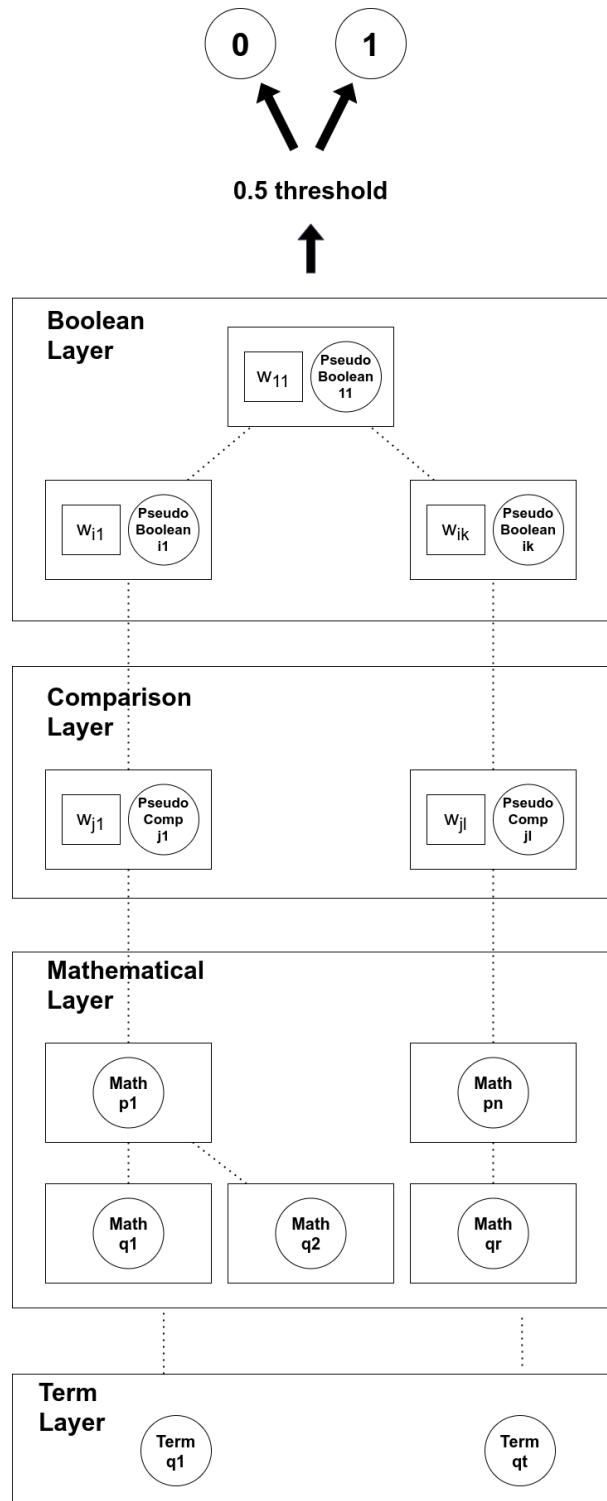 0
1
0.5 threshold
Boolean
Layer
w11
Pseudo
Boolean
11
wi1
Pseudo
Boolean
i1
wik
Pseudo
Boolean
ik
Comparison
Layer
wj1
Pseudo
Comp
j1
wjl
Pseudo
Comp
jl
Mathematical
Layer
Math
p1
Math
pn
Math
q1
Math
q2
Math
qr
Term
Layer
Term
q1
Term
qt